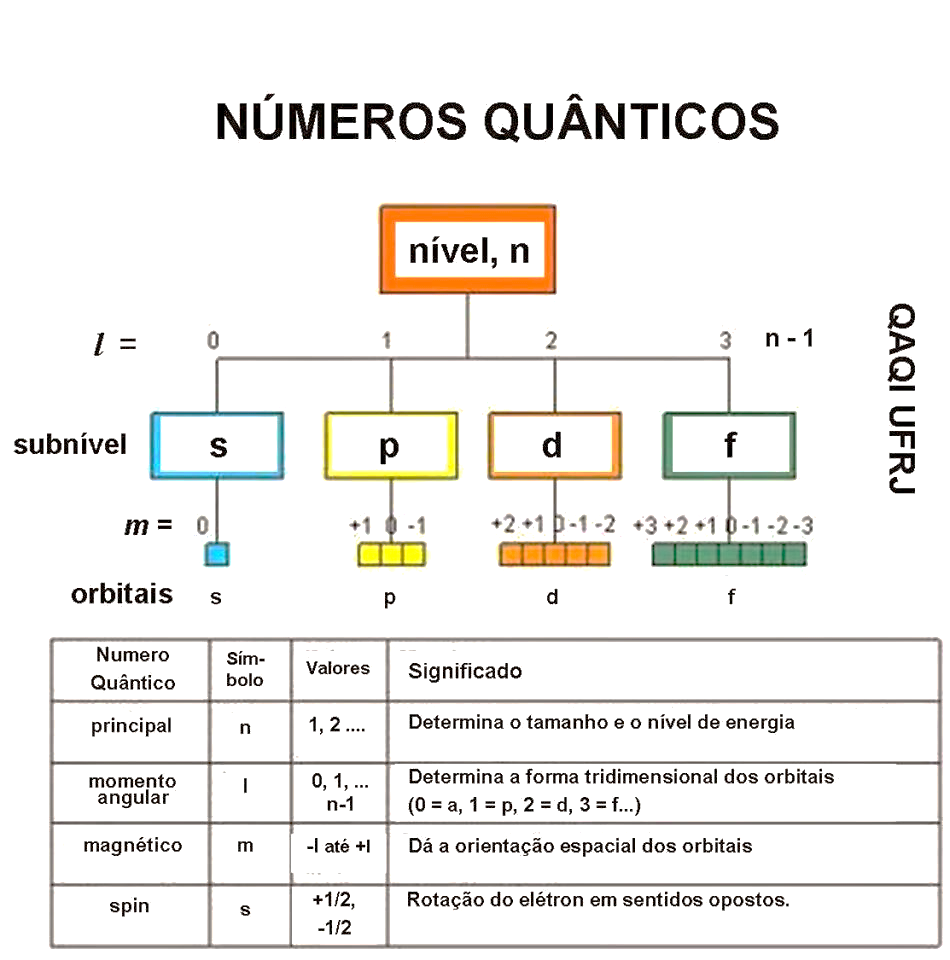 NÚMEROS QUÂNTICOS
nível, n
l = 0 1 2 3 n - 1
subnível s p d f
m = 0 +1 0 -1 +2 +1 0 -1 -2 +3 +2 +1 0 -1 -2 -3
orbitais s p d f
QAQI UFRJ
Numero Quântico Sím-bolo Valores Significado
principal n 1, 2 .... Determina o tamanho e o nível de energia
momento angular l 0, 1, ... n-1 Determina a forma tridimensional dos orbitais
(0 = a, 1 = p, 2 = d, 3 = f...)
magnético m -l até +l Dá a orientação espacial dos orbitais
spin s +1/2, -1/2 Rotação do elétron em sentidos opostos.